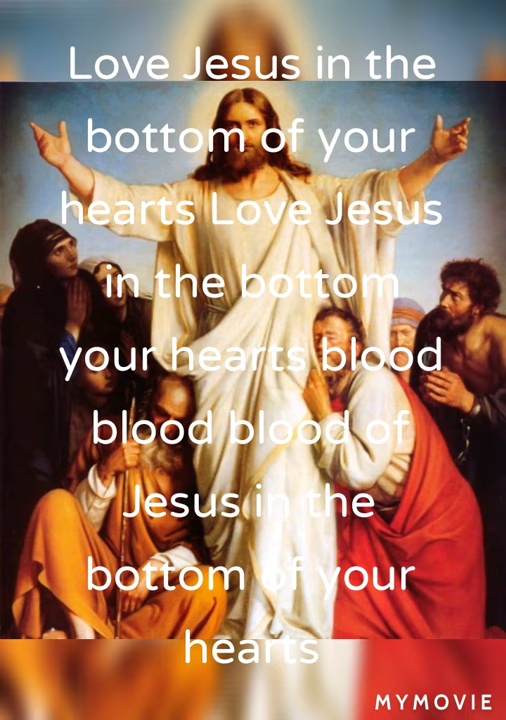 Love Jesus in the
bottom of your
hearts Love Jesus
in the bottom
your hearts blood
blood blood of
Jesus in the
bottom of your
hearts
MYMOVIE